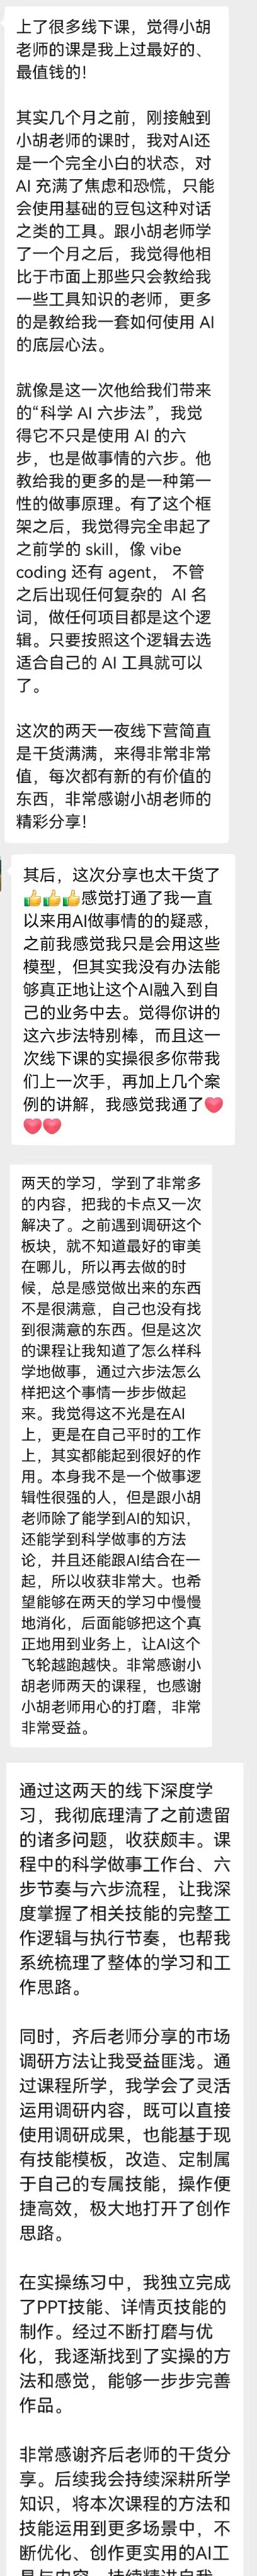 上了很多线下课，觉得小胡
老师的课是我上过最好的、
最值钱的！
其实几个月之前，刚接触到
小胡老师的课时，我对AI还
是一个完全小白的状态，对
AI 充满了焦虑和恐慌，只能
会使用基础的豆包这种对话
之类的工具。跟小胡老师学
了一个月之后，我觉得他相
比于市面上那些只会教给我
一些工具知识的老师，更多
的是教给我一套如何使用 AI
的底层心法。
就像是这一次他给我们带来
的“科学 AI 六步法”，我觉
得它不只是使用 AI 的六
步，也是做事情的六步。他
教给我的更多的是一种第一
性的做事原理。有了这个框
架之后，我觉得完全串起了
之前学的 skill，像 vibe
coding 还有 agent， 不管
之后出现任何复杂的 AI 名
词，做任何项目都是这个逻
辑。只要按照这个逻辑去选
适合自己的 AI 工具就可以
了。
这次的两天一夜线下营简直
是干货满满，来得非常非常
值，每次都有新的有价值的
东西，非常感谢小胡老师的
精彩分享！
其后，这次分享也太干货了
👍👍👍感觉打通了我一直
以来用AI做事情的的疑惑，
之前我感觉我只是会用这些
模型，但其实我没有办法能
够真正地让这个AI融入到自
己的业务中去。觉得你讲的
这六步法特别棒，而且这一
次线下课的实操很多你带我
们上一次手，再加上几个案
例的讲解，我感觉我通了❤️
❤️❤️
两天的学习，学到了非常多
的内容，把我的卡点又一次
解决了。之前遇到调研这个
板块，就不知道最好的审美
在哪儿，所以再去做的时
候，总是感觉做出来的东西
不是很满意，自己也没有找
到很满意的东西。但是这次
的课程让我知道了怎么样科
学地做事，通过六步法怎么
样把这个事情一步步做起
来。我觉得这不光是在AI
上，更是在自己平时的工作
上，其实都能起到很好的作
用。本身我不是一个做事逻
辑性很强的人，但是跟小胡
老师除了能学到AI的知识，
还能学到科学做事的方法
论，并且还能跟AI结合在一
起，所以收获非常大。也希
望能够在两天的学习中慢慢
地消化，后面能够把这个真
正地用到业务上，让AI这个
飞轮越跑越快。非常感谢小
胡老师两天的课程，也感谢
小胡老师用心的打磨，非常
非常受益。
通过这两天的线下深度学
习，我彻底理清了之前遗留
的诸多问题，收获颇丰。课
程中的科学做事工作台、六
步节奏与六步流程，让我深
度掌握了相关技能的完整工
作逻辑与执行节奏，也帮我
系统梳理了整体的学习和工
作思路。
同时，齐后老师分享的市场
调研方法让我受益匪浅。通
过课程所学，我学会了灵活
运用调研内容，既可以直接
使用调研成果，也能基于现
有技能模板，改造、定制属
于自己的专属技能，操作便
捷高效，极大地打开了创作
思路。
在实操练习中，我独立完成
了PPT技能、详情页技能的
制作。经过不断打磨与优
化，我逐渐找到了实操的方
法和感觉，能够一步步完善
作品。
非常感谢齐后老师的干货分
享。后续我会持续深耕所学
知识，将本次课程的方法和
技能运用到更多场景中，不
断优化、创作更实用的AI工